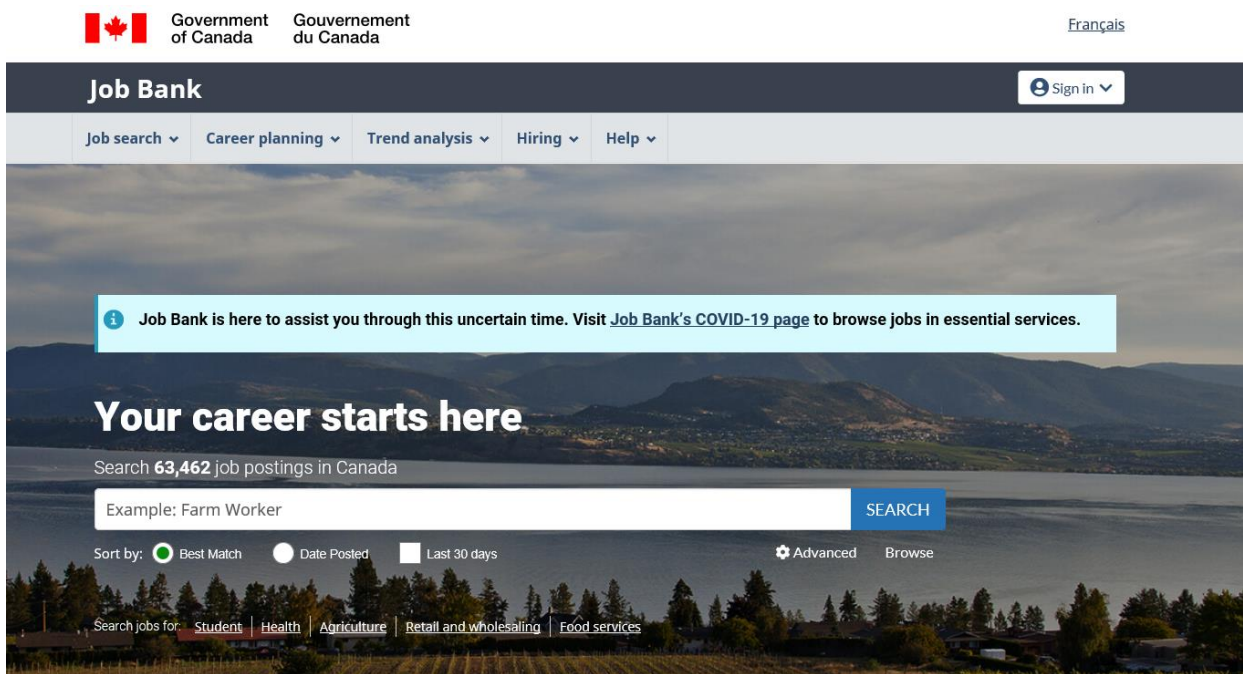 Government of Canada
Gouvernement du Canada
Français
Job Bank
Sign in
Job search
Career planning
Trend analysis
Hiring
Help
Job Bank is here to assist you through this uncertain time. Visit Job Bank's COVID-19 page to browse jobs in essential services.
Your career starts here
Search 63,462 job postings in Canada
Example: Farm Worker
SEARCH
Sort by: Best Match Date Posted Last 30 days Advanced Browse
Search jobs for: Student | Health | Agriculture | Retail and wholesaling | Food services